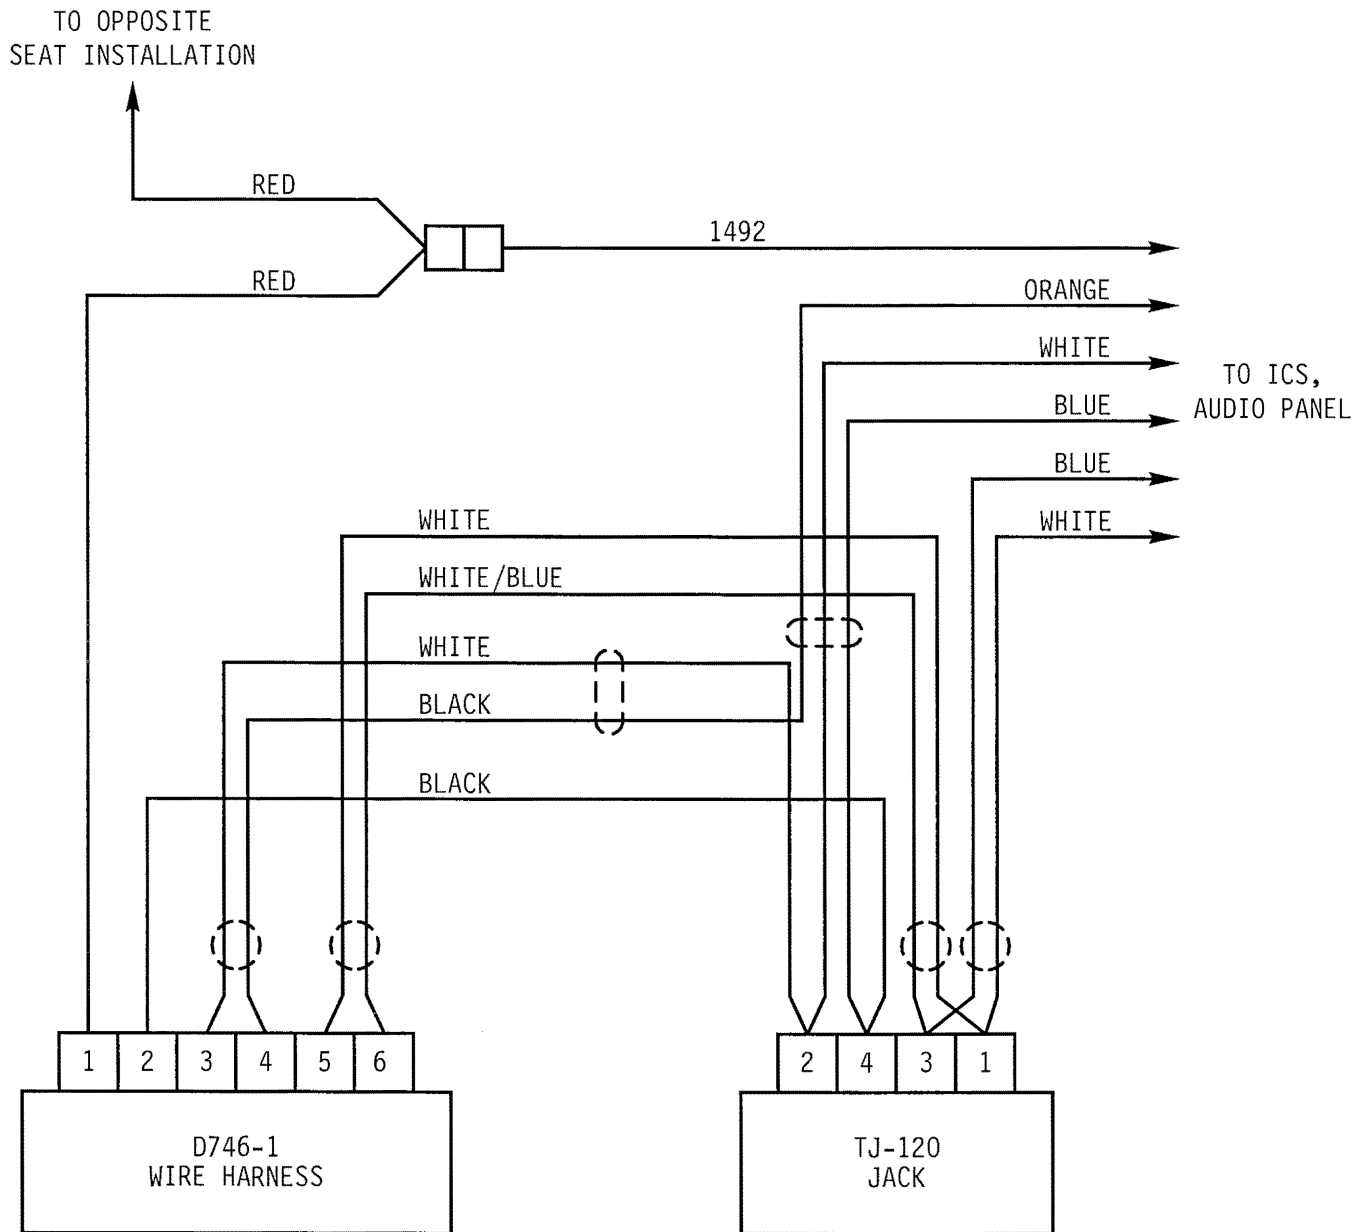 TO OPPOSITE
SEAT INSTALLATION
RED
1492
RED
ORANGE
WHITE
TO ICS,
AUDIO PANEL
BLUE
BLUE
WHITE
WHITE
WHITE/BLUE
WHITE
BLACK
BLACK
1 2 3 4 5 6
2 4 3 1
D746-1
WIRE HARNESS
TJ-120
JACK